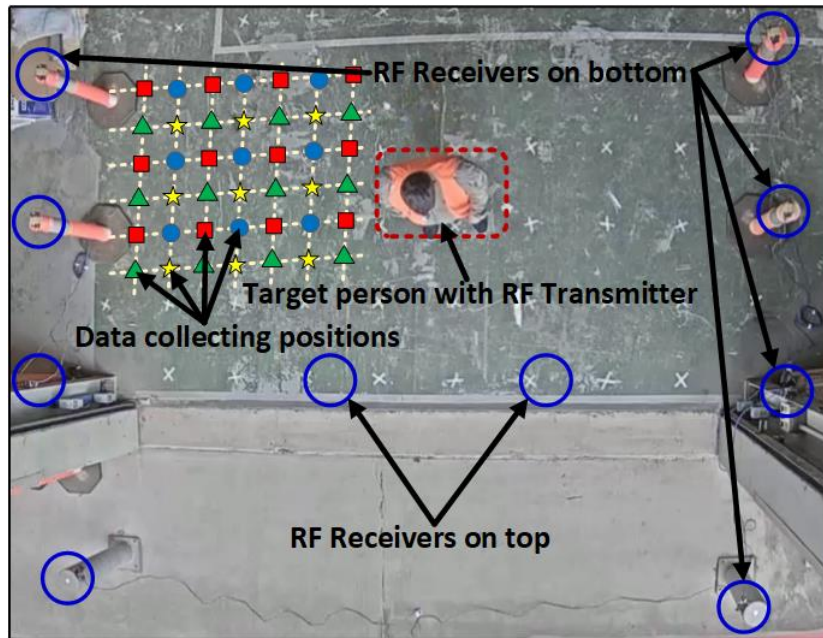 RF Receivers on bottom
Target person with RF Transmitter
Data collecting positions
RF Receivers on top